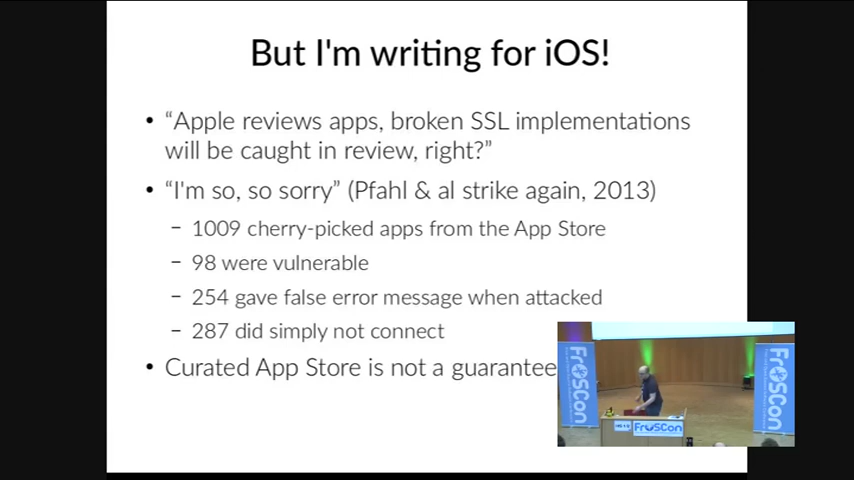 But I'm writing for iOS!
• “Apple reviews apps, broken SSL implementations
will be caught in review, right?”
• “I'm so, so sorry” (Pfahl & al strike again, 2013)
– 1009 cherry-picked apps from the App Store
– 98 were vulnerable
– 254 gave false error message when attacked
– 287 did simply not connect
• Curated App Store is not a guarantee
FrOSCon
FrOSCon
FrOSCon